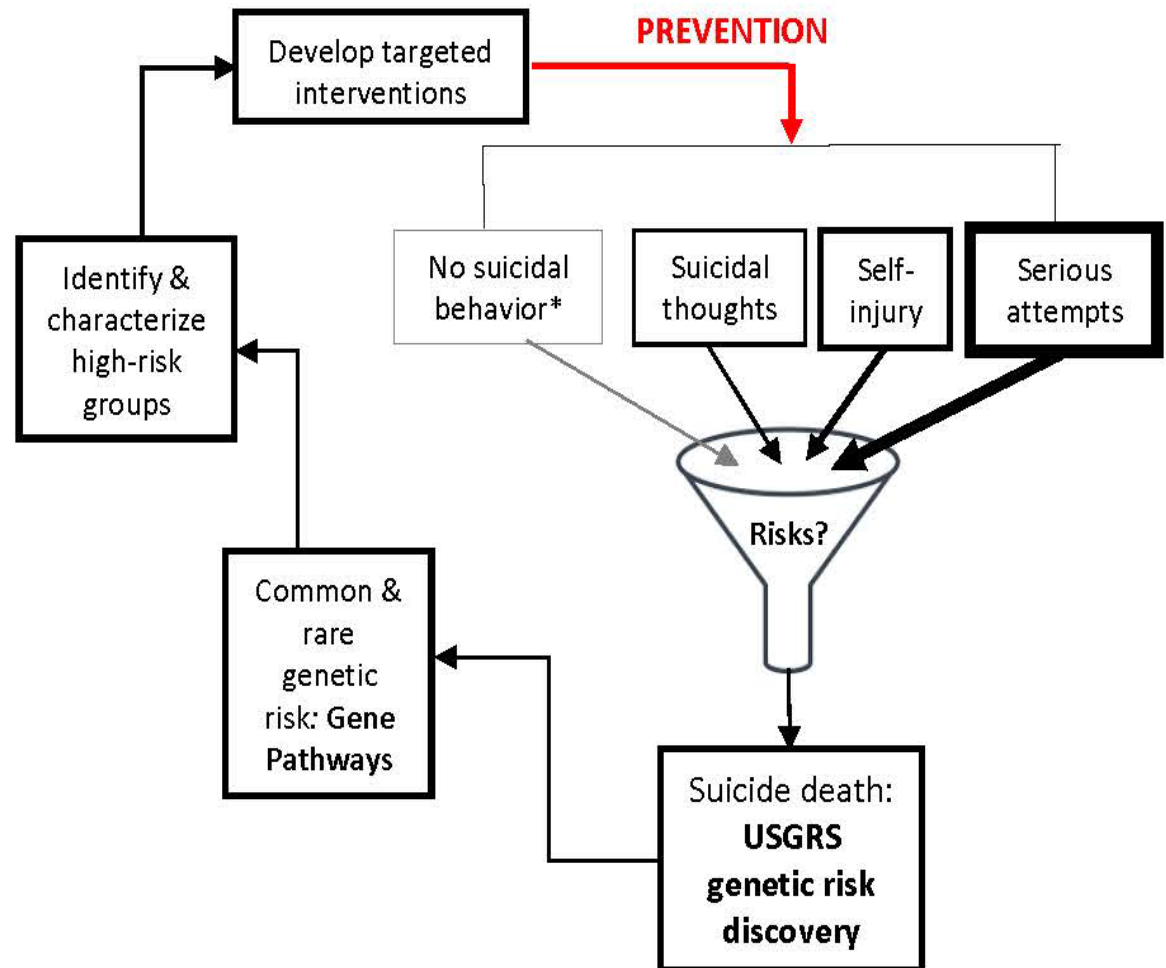 PREVENTION
Develop targeted
interventions
No suicidal
behavior*
Suicidal
thoughts
Self-
injury
Serious
attempts
Identify &
characterize
high-risk
groups
Risks?
Common &
rare
genetic
risk: Gene
Pathways
Suicide death:
USGRS
genetic risk
discovery